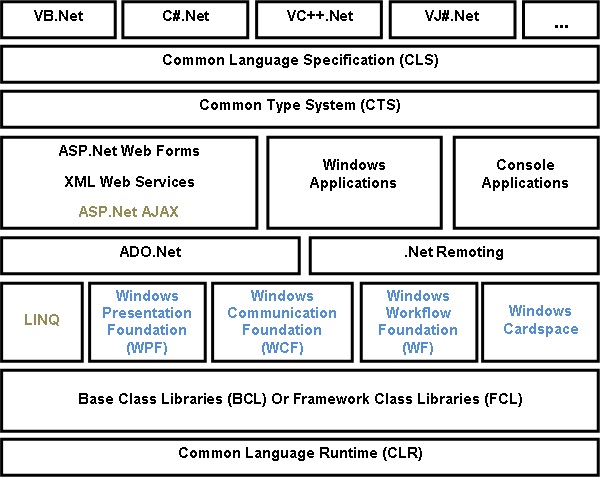 VB.Net
C#.Net
VC++.Net
VJ#.Net
...
Common Language Specification (CLS)
Common Type System (CTS)
ASP.Net Web Forms
XML Web Services
ASP.Net AJAX
Windows
Applications
Console
Applications
ADO.Net
.Net Remoting
LINQ
Windows
Presentation
Foundation
(WPF)
Windows
Communication
Foundation
(WCF)
Windows
Workflow
Foundation
(WF)
Windows
Cardspace
Base Class Libraries (BCL) Or Framework Class Libraries (FCL)
Common Language Runtime (CLR)